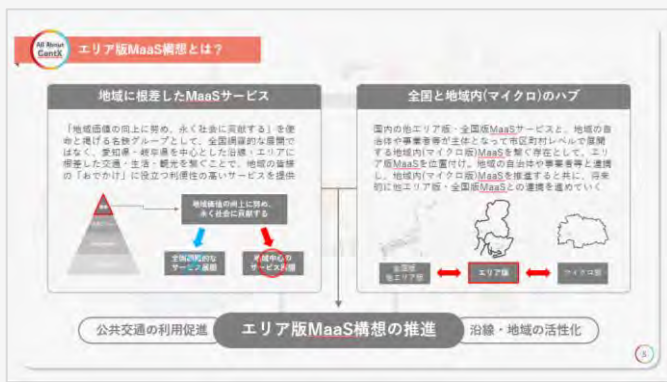 All About
CentX
エリア版MaaS構想とは？
地域に根差したMaaSサービス
「地域価値の向上に努め、永く社会に貢献する」を使
命と掲げる名鉄グループとして、全国網羅的な展開で
はなく、愛知県・岐阜県を中心とした沿線・エリアに
根差した交通・生活・観光を繋ぐことで、地域の皆様
の「おでかけ」に役立つ利便性の高いサービスを提供
地域価値の向上に努め、
永く社会に貢献する
全国網羅的な
サービス展開
地域中心の
サービス展開
全国と地域内(マイクロ)のハブ
国内の他エリア版・全国版MaaSサービスと、地域の自
治体や事業者等が主体となって市区町村レベルで展開
する地域内(マイクロ版)MaaSを繋ぐ存在として、エリ
ア版MaaSを位置付け。地域の自治体や事業者等と連携
し、地域内(マイクロ版)MaaSを推進すると共に、将来
的に他エリア版・全国版MaaSとの連携を進めていく
全国版
他エリア版
エリア版
マイクロ版
公共交通の利用促進
エリア版MaaS構想の推進
沿線・地域の活性化
5